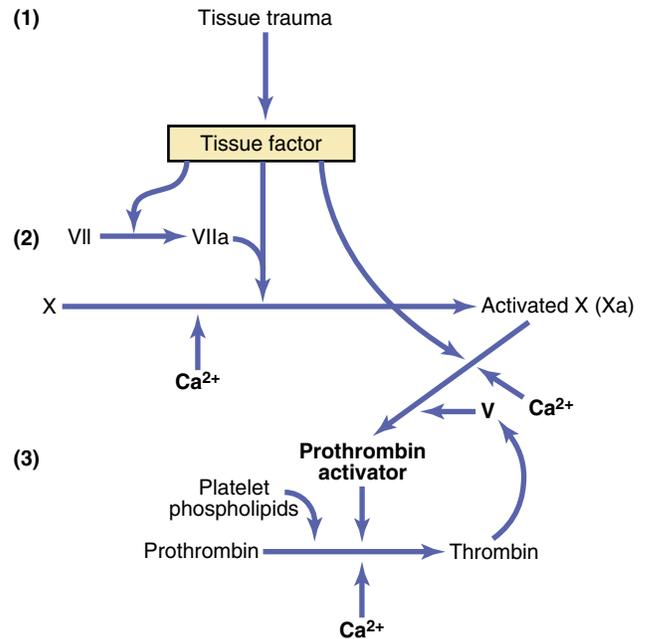 (1)
Tissue trauma
Tissue factor
(2)
VII
VIIa
X
Activated X (Xa)
Ca2+
V
Ca2+
(3)
Prothrombin
activator
Platelet
phospholipids
Prothrombin
Thrombin
Ca2+